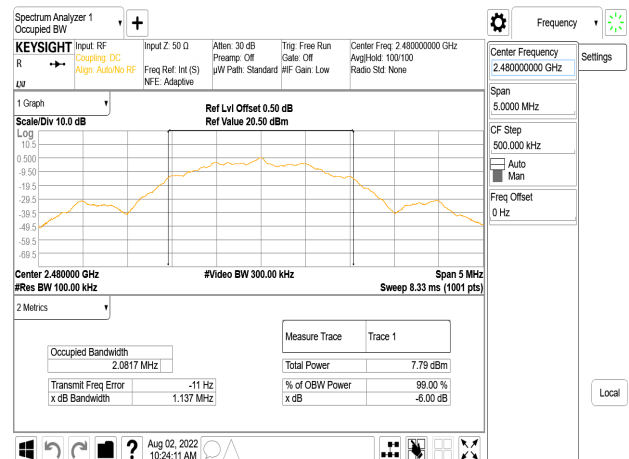 Spectrum Analyzer 1
Occupied BW
Frequency
KEYSIGHT Input: RF Input Z: 50 Ω Atten: 30 dB Trig: Free Run Center Freq: 2.480000000 GHz
Coupling: DC Preamp: Off Gate: Off Avg|Hold: 100/100
R Align: Auto/No RF Freq Ref: Int (S) µW Path: Standard #IF Gain: Low Radio Std: None
NFE: Adaptive
LXI
Center Frequency
2.480000000 GHz
Settings
Span
5.0000 MHz
CF Step
500.000 kHz
Auto
Man
Freq Offset
0 Hz
Local
1 Graph
Ref Lvl Offset 0.50 dB
Scale/Div 10.0 dB Ref Value 20.50 dBm
Log
10.5
0.500
-9.50
-19.5
-29.5
-39.5
-49.5
-59.5
-69.5
Center 2.480000 GHz #Video BW 300.00 kHz Span 5 MHz
#Res BW 100.00 kHz Sweep 8.33 ms (1001 pts)
2 Metrics
Measure Trace Trace 1
Occupied Bandwidth
2.0817 MHz Total Power 7.79 dBm
Transmit Freq Error -11 Hz % of OBW Power 99.00 %
x dB Bandwidth 1.137 MHz x dB -6.00 dB
? Aug 02, 2022
10:24:11 AM